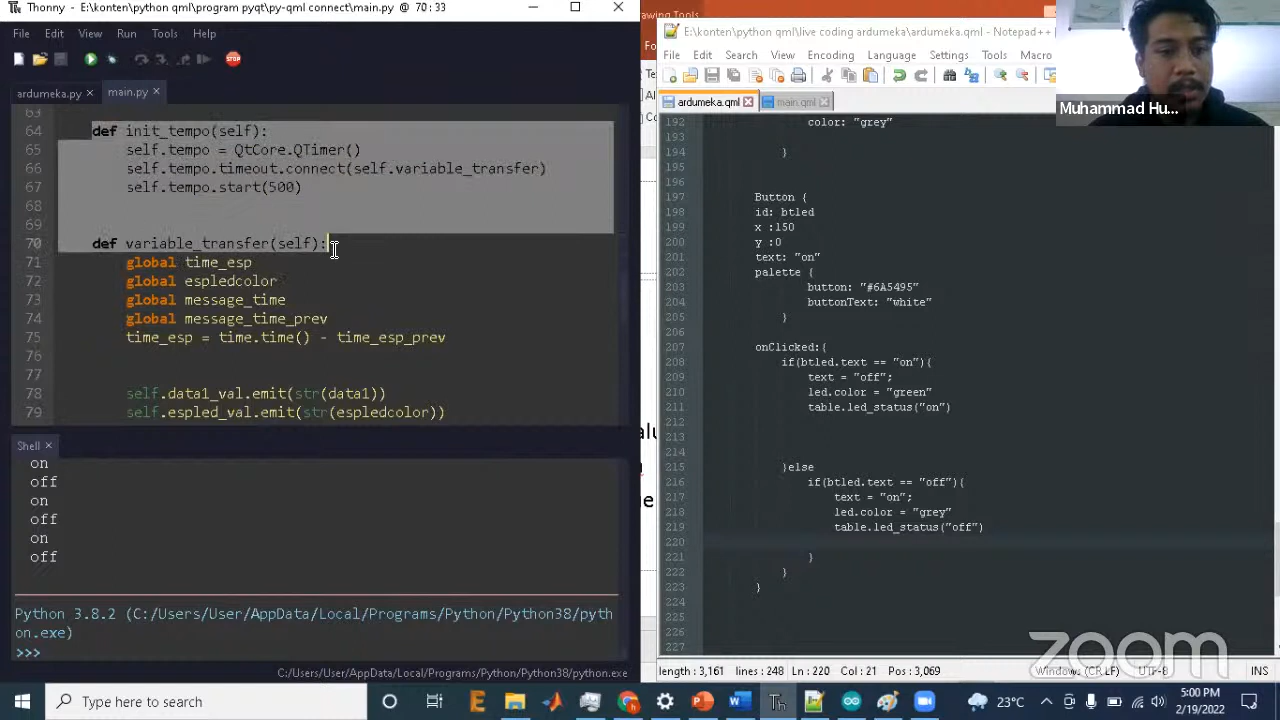 Thonny - E:\konten\python qml\program pyqt\py-qml connect\main.py @ 70:33
File Edit View Run Tools Help
ardumeka.py
main.py
64 def init_tempo(self):
65 self.tempo = QtCore.QTimer()
66 self.tempo.timeout.connect(self.variable_transfer)
67 self.tempo.start(500)
68
69
70 def variable_transfer(self):
71 global time_esp
72 global espledcolor
73 global message_time
74 global message_time_prev
75 time_esp = time.time() - time_esp_prev
76
77
78 self.data1_val.emit(str(data1))
79 self.espled_val.emit(str(espledcolor))
Shell
on
off
on
off
on
off
Python 3.8.2 (C:/Users/User/AppData/Local/Programs/Python/Python38/pyth
on.exe)
>>>
C:/Users/User/AppData/Local/Programs/Python/Python38/python.exe
rawing Tools
E:\konten\python qml\live coding ardumeka\ardumeka.qml - Notepad++
File Edit Search View Encoding Language Settings Tools Macro
ardumeka.qml
main.qml
192 color: "grey"
193
194 }
195
196
197 Button {
198 id: btled
199 x :150
200 y :0
201 text: "on"
202 palette {
203 button: "#6A5495"
204 buttonText: "white"
205 }
206
207 onClicked:{
208 if(btled.text == "on"){
209 text = "off";
210 led.color = "green"
211 table.led_status("on")
212
213
214
215 }else
216 if(btled.text == "off"){
217 text = "on";
218 led.color = "grey"
219 table.led_status("off")
220
221 }
222 }
223 }
224
225
226
227
length : 3,161 lines : 248 Ln : 220 Col : 21 Pos : 3,069 Windows (CR LF) UTF-8 INS
Muhammad Hu...
zoom
Type here to search
23°C
5:00 PM
2/19/2022